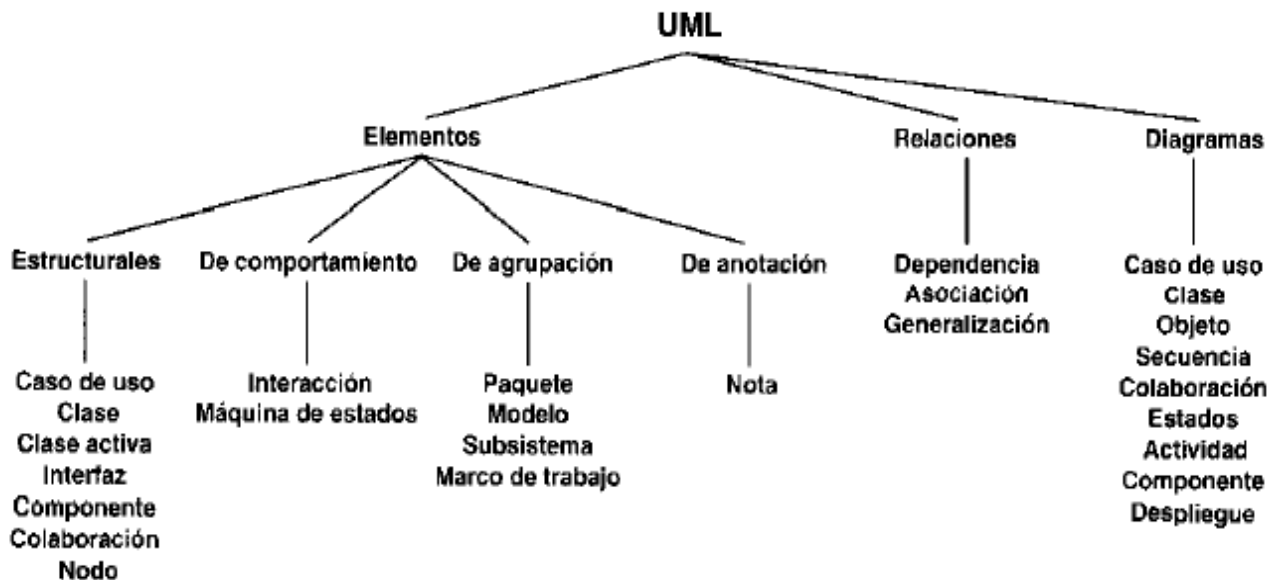 UML
Elementos
Relaciones
Diagramas
Estructurales
De comportamiento
De agrupación
De anotación
Dependencia
Asociación
Generalización
Caso de uso
Clase
Objeto
Secuencia
Colaboración
Estados
Actividad
Componente
Despliegue
Caso de uso
Clase
Clase activa
Interfaz
Componente
Colaboración
Nodo
Interacción
Máquina de estados
Paquete
Modelo
Subsistema
Marco de trabajo
Nota